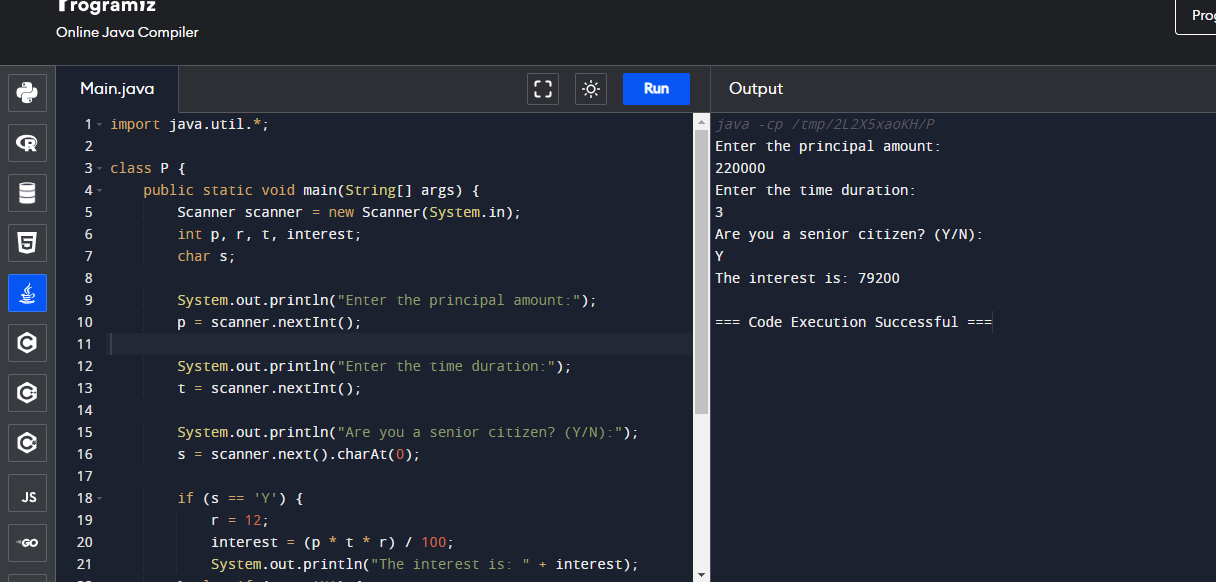 Programiz
Online Java Compiler
Main.java
Run
Output
1 import java.util.*;
2
3 class P {
4 public static void main(String[] args) {
5 Scanner scanner = new Scanner(System.in);
6 int p, r, t, interest;
7 char s;
8
9 System.out.println("Enter the principal amount:");
10 p = scanner.nextInt();
11
12 System.out.println("Enter the time duration:");
13 t = scanner.nextInt();
14
15 System.out.println("Are you a senior citizen? (Y/N):");
16 s = scanner.next().charAt(0);
17
18 if (s == 'Y') {
19 r = 12;
20 interest = (p * t * r) / 100;
21 System.out.println("The interest is: " + interest);
java -cp /tmp/2L2X5xaoKH/P
Enter the principal amount:
220000
Enter the time duration:
3
Are you a senior citizen? (Y/N):
Y
The interest is: 79200
=== Code Execution Successful ===
R
5
C
C
C
JS
GO